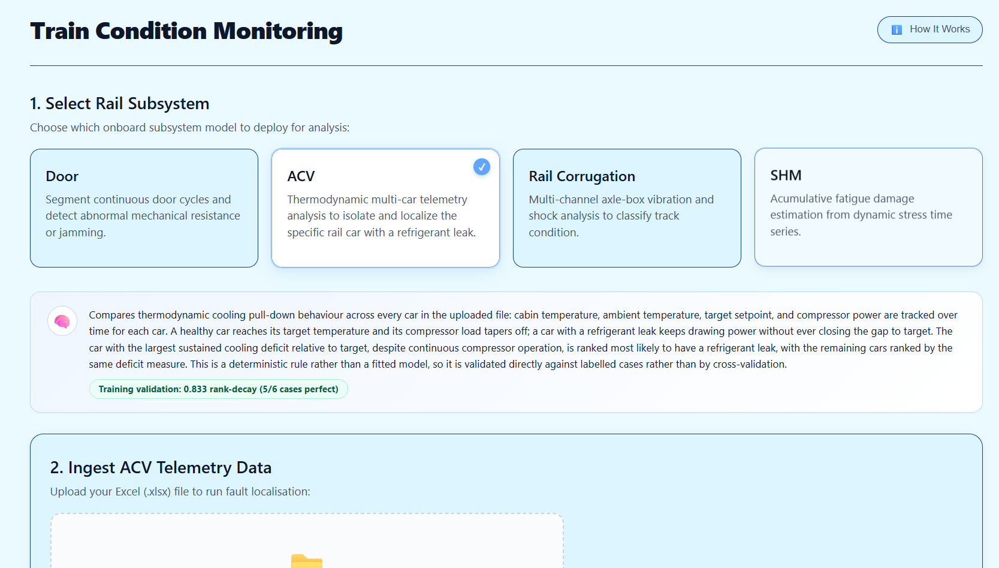 Train Condition Monitoring
How It Works
1. Select Rail Subsystem
Choose which onboard subsystem model to deploy for analysis:
Door
Segment continuous door cycles and
detect abnormal mechanical resistance
or jamming.
ACV
Thermodynamic multi-car telemetry
analysis to isolate and localize the
specific rail car with a refrigerant leak.
Rail Corrugation
Multi-channel axle-box vibration and
shock analysis to classify track
condition.
SHM
Acumulative fatigue damage
estimation from dynamic stress time
series.
Compares thermodynamic cooling pull-down behaviour across every car in the uploaded file: cabin temperature, ambient temperature, target setpoint, and compressor power are tracked over
time for each car. A healthy car reaches its target temperature and its compressor load tapers off; a car with a refrigerant leak keeps drawing power without ever closing the gap to target. The
car with the largest sustained cooling deficit relative to target, despite continuous compressor operation, is ranked most likely to have a refrigerant leak, with the remaining cars ranked by the
same deficit measure. This is a deterministic rule rather than a fitted model, so it is validated directly against labelled cases rather than by cross-validation.
Training validation: 0.833 rank-decay (5/6 cases perfect)
2. Ingest ACV Telemetry Data
Upload your Excel (.xlsx) file to run fault localisation: